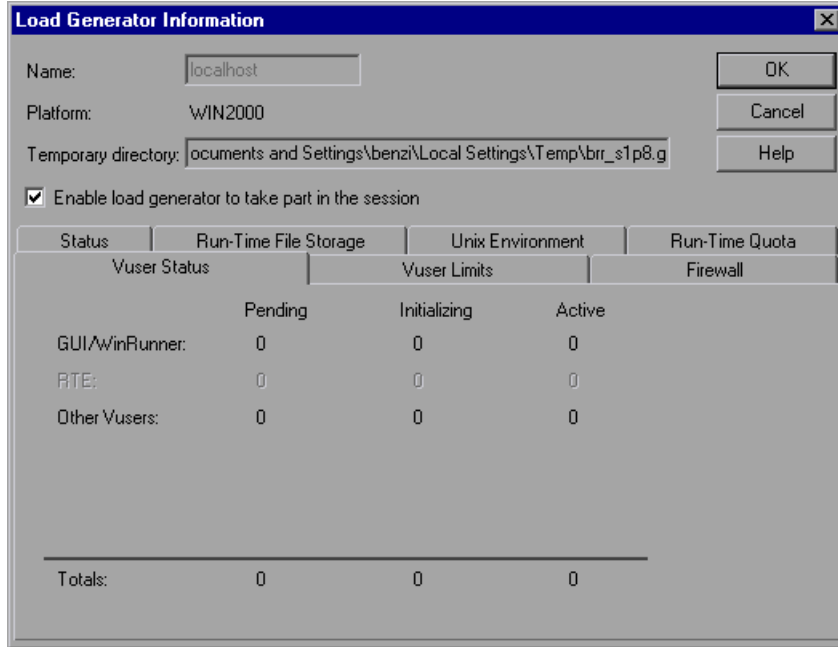 Load Generator Information
Name: localhost OK
Platform: WIN2000 Cancel
Temporary directory: ocuments and Settings\benzi\Local Settings\Temp\brr_s1p8.g Help
Enable load generator to take part in the session
Status Run-Time File Storage Unix Environment Run-Time Quota
Vuser Status Vuser Limits Firewall
Pending Initializing Active
GUI/WinRunner: 0 0 0
RTE: 0 0 0
Other Vusers: 0 0 0
Totals: 0 0 0